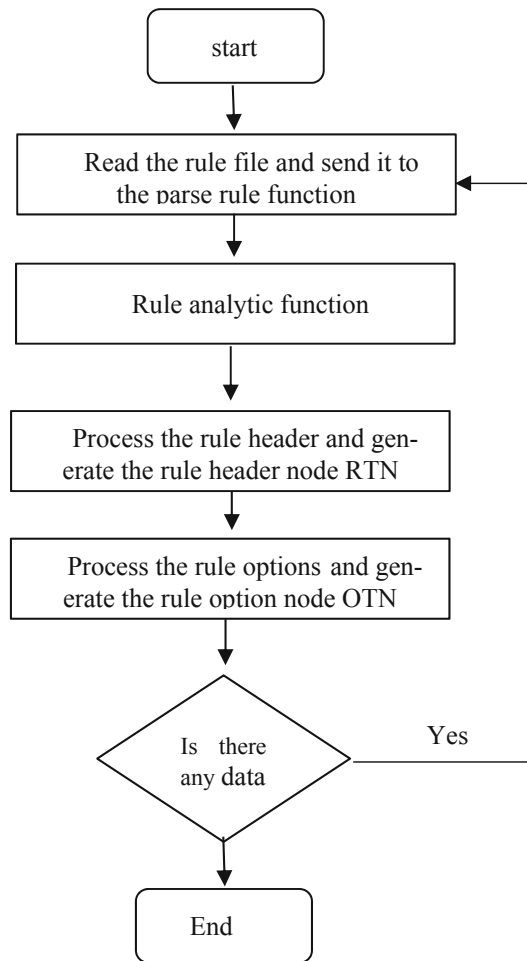 start
Read the rule file and send it to
the parse rule function
Rule analytic function
Process the rule header and gen-
erate the rule header node RTN
Process the rule options and gen-
erate the rule option node OTN
Is there
any data
Yes
End